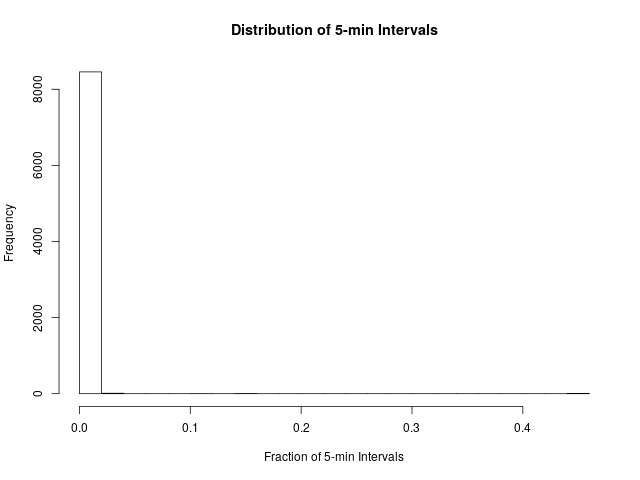 Distribution of 5-min Intervals
Frequency
8000
6000
4000
2000
0
0.0 0.1 0.2 0.3 0.4
Fraction of 5-min Intervals